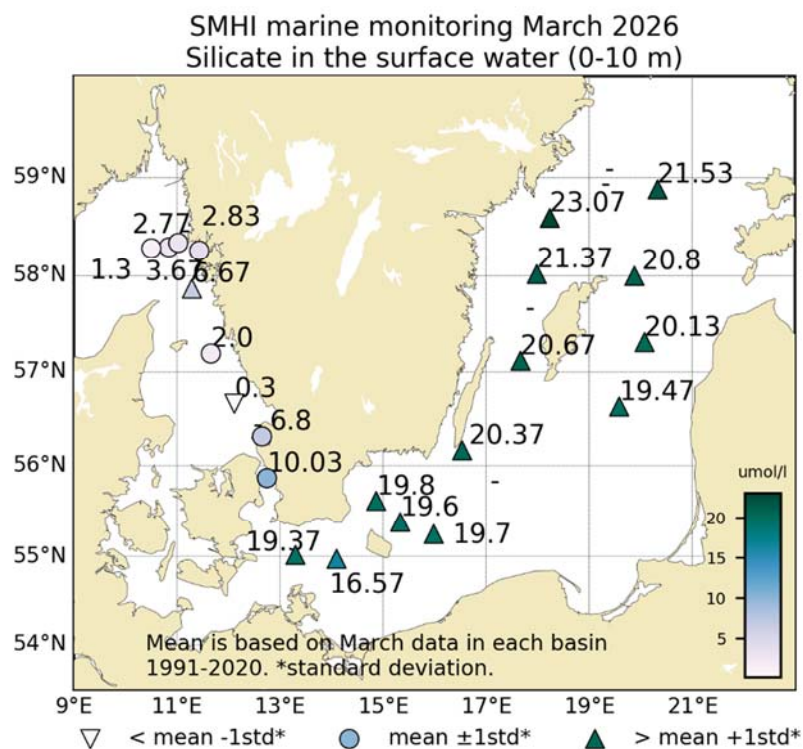 SMHI marine monitoring March 2026
Silicate in the surface water (0-10 m)
59°N
58°N
57°N
56°N
55°N
54°N
-
-
21.53
23.07
2.77
2.83
1.3
3.67
6.67
21.37
20.8
-
2.0
20.67
20.13
0.3
19.47
-
6.8
20.37
10.03
-
19.8
19.6
19.37
19.7
16.57
umol/l
20
15
10
5
Mean is based on March data in each basin
1991-2020. *standard deviation.
9°E
11°E
13°E
15°E
17°E
19°E
21°E
< mean -1std*
mean ±1std*
> mean +1std*